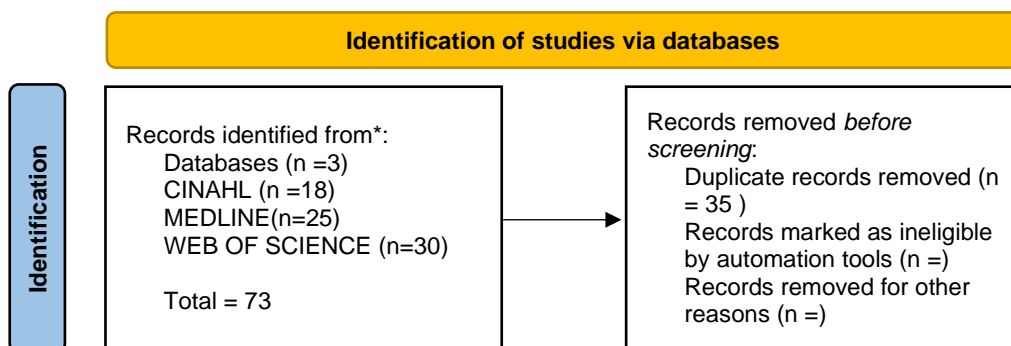 Identification of studies via databases
Identification
Records identified from*:
Databases (n =3)
CINAHL (n =18)
MEDLINE(n=25)
WEB OF SCIENCE (n=30)
Total = 73
Records removed before
screening:
Duplicate records removed (n
= 35 )
Records marked as ineligible
by automation tools (n =)
Records removed for other
reasons (n =)